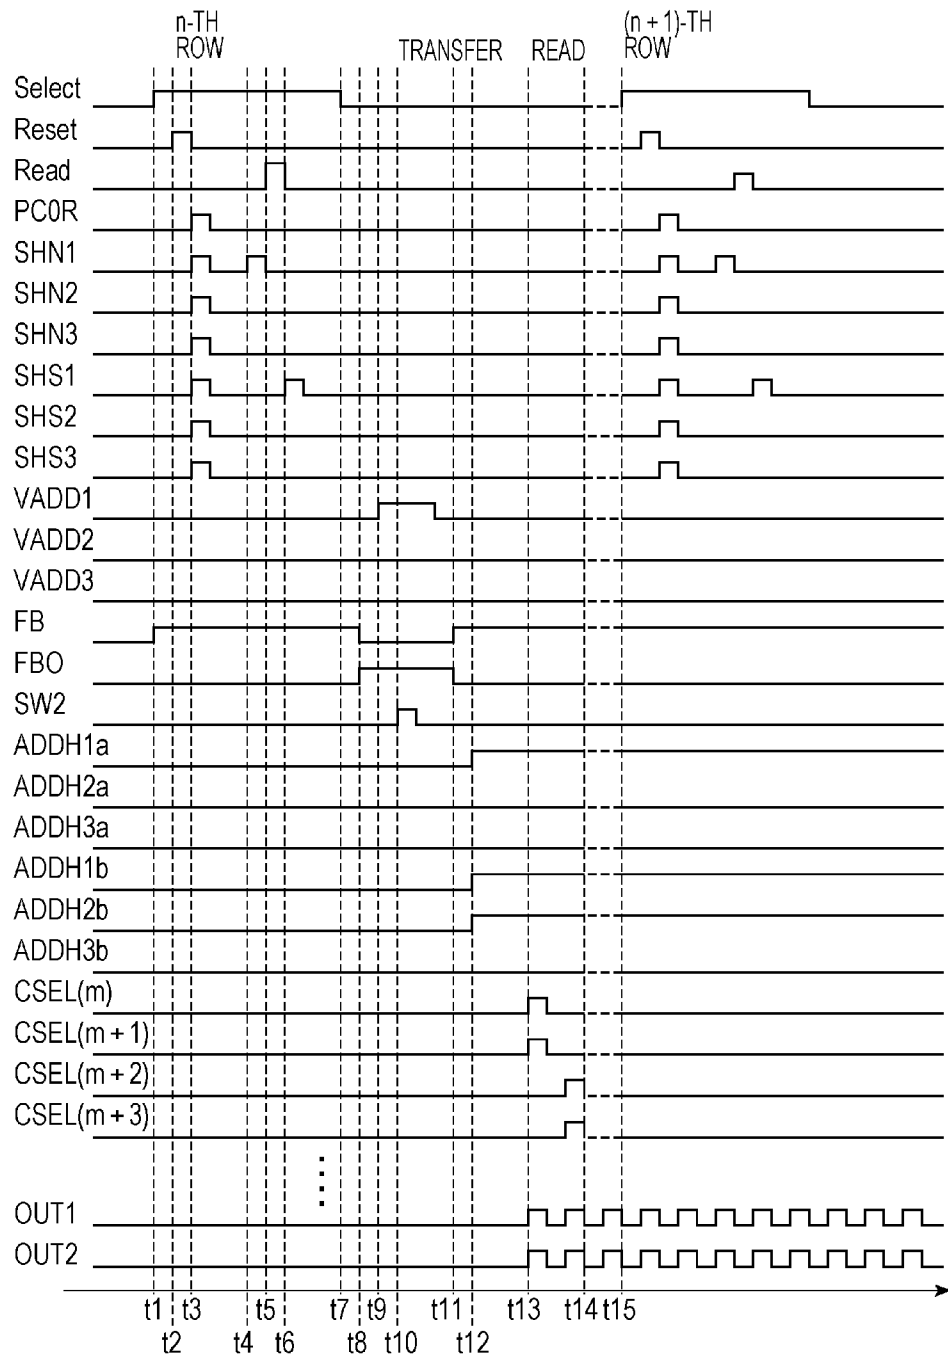 n-TH
ROW
TRANSFER
READ
(n + 1)-TH
ROW
Select
Reset
Read
PC0R
SHN1
SHN2
SHN3
SHS1
SHS2
SHS3
VADD1
VADD2
VADD3
FB
FBO
SW2
ADDH1a
ADDH2a
ADDH3a
ADDH1b
ADDH2b
ADDH3b
CSEL(m)
CSEL(m + 1)
CSEL(m + 2)
CSEL(m + 3)
OUT1
OUT2
t1 t3 t5 t7 t9 t11 t13 t14 t15
t2 t4 t6 t8 t10 t12